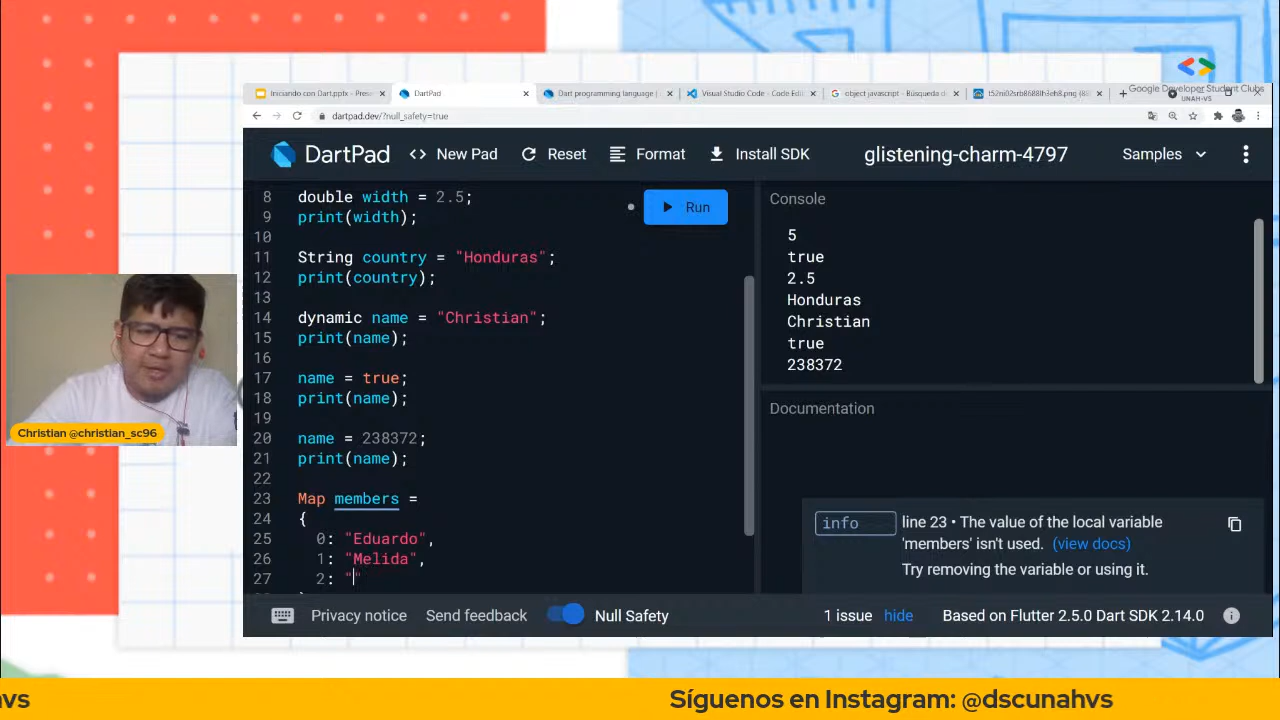 Google Developer Student Clubs
UNAH-VS
Iniciando con Dart.pptx - Prese
DartPad
Dart programming language (
Visual Studio Code - Code Edi
object javascript - Búsqueda d
dartpad.dev/?null_safety=true
DartPad
<> New Pad
Reset
Format
Install SDK
glistening-charm-4797
Samples
8 double width = 2.5;
9 print(width);
10
11 String country = "Honduras";
12 print(country);
13
14 dynamic name = "Christian";
15 print(name);
16
17 name = true;
18 print(name);
19
20 name = 238372;
21 print(name);
22
23 Map members =
24 {
25 0: "Eduardo",
26 1: "Melida",
27 2: ""
Run
Console
5
true
2.5
Honduras
Christian
true
238372
Documentation
info
line 23 • The value of the local variable
'members' isn't used. (view docs)
Try removing the variable or using it.
Privacy notice
Send feedback
Null Safety
1 issue hide
Based on Flutter 2.5.0 Dart SDK 2.14.0
Christian @christian_sc96
vs
Síguenos en Instagram: @dscunahvs